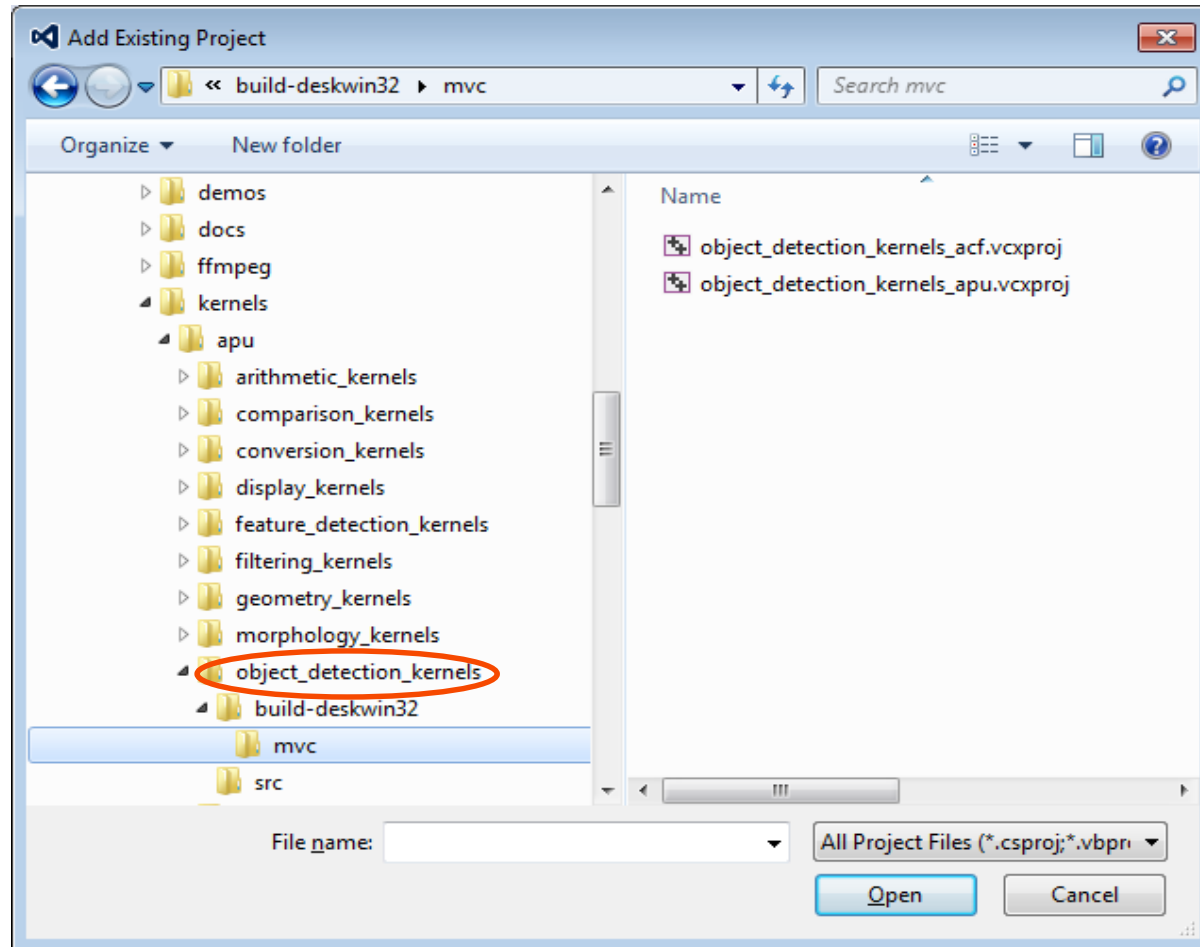 Add Existing Project
« build-deskwin32 ▸ mvc
Search mvc
Organize
New folder
demos
docs
ffmpeg
kernels
apu
arithmetic_kernels
comparison_kernels
conversion_kernels
display_kernels
feature_detection_kernels
filtering_kernels
geometry_kernels
morphology_kernels
object_detection_kernels
build-deskwin32
mvc
src
Name
object_detection_kernels_acf.vcxproj
object_detection_kernels_apu.vcxproj
File name:
All Project Files (*.csproj;*.vbpr
Open
Cancel